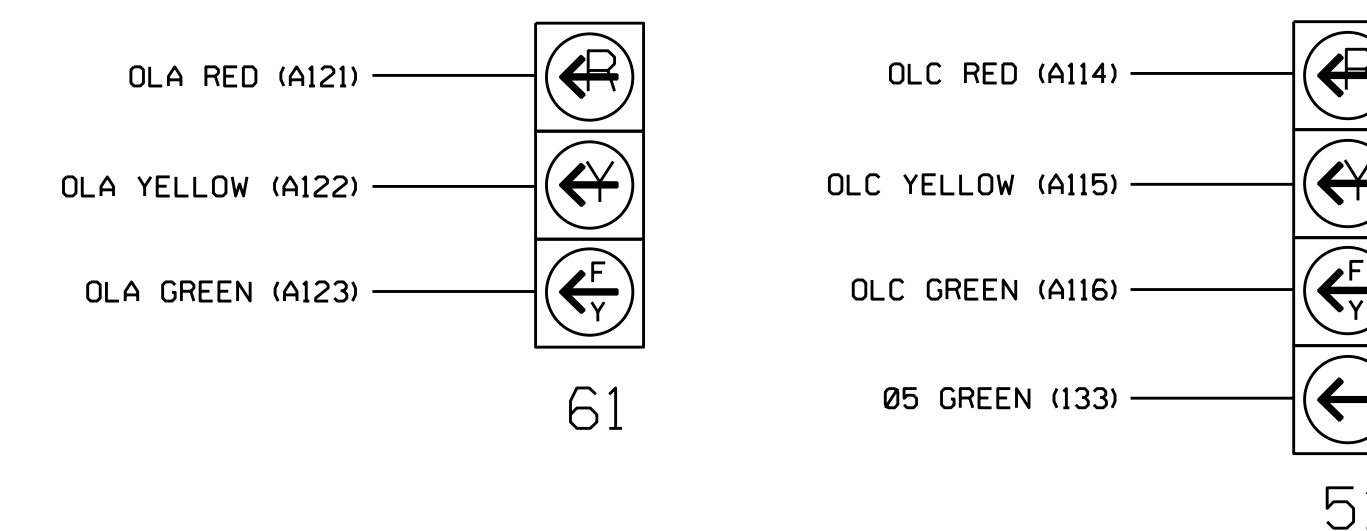 OLA RED (A121)
R
OLA YELLOW (A122)
Y
OLA GREEN (A123)
F
Y
61
OLC RED (A114)
R
OLC YELLOW (A115)
Y
OLC GREEN (A116)
F
Y
Ø5 GREEN (133)